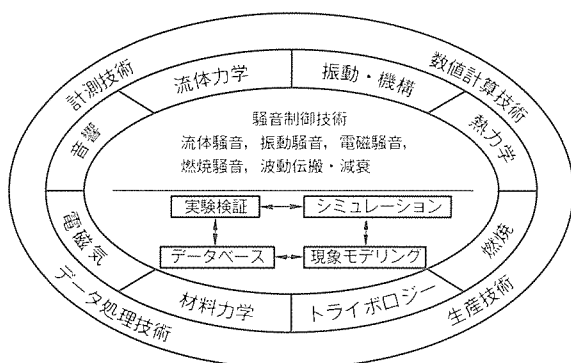 計測技術
数値計算技術
流体力学
振動・機構
音響
熱力学
騒音制御技術
流体騒音，振動騒音，電磁騒音，
燃焼騒音，波動伝搬・減衰
実験検証
シミュレーション
データベース
現象モデリング
電磁気
燃焼
材料力学
トライボロジー
データ処理技術
生産技術